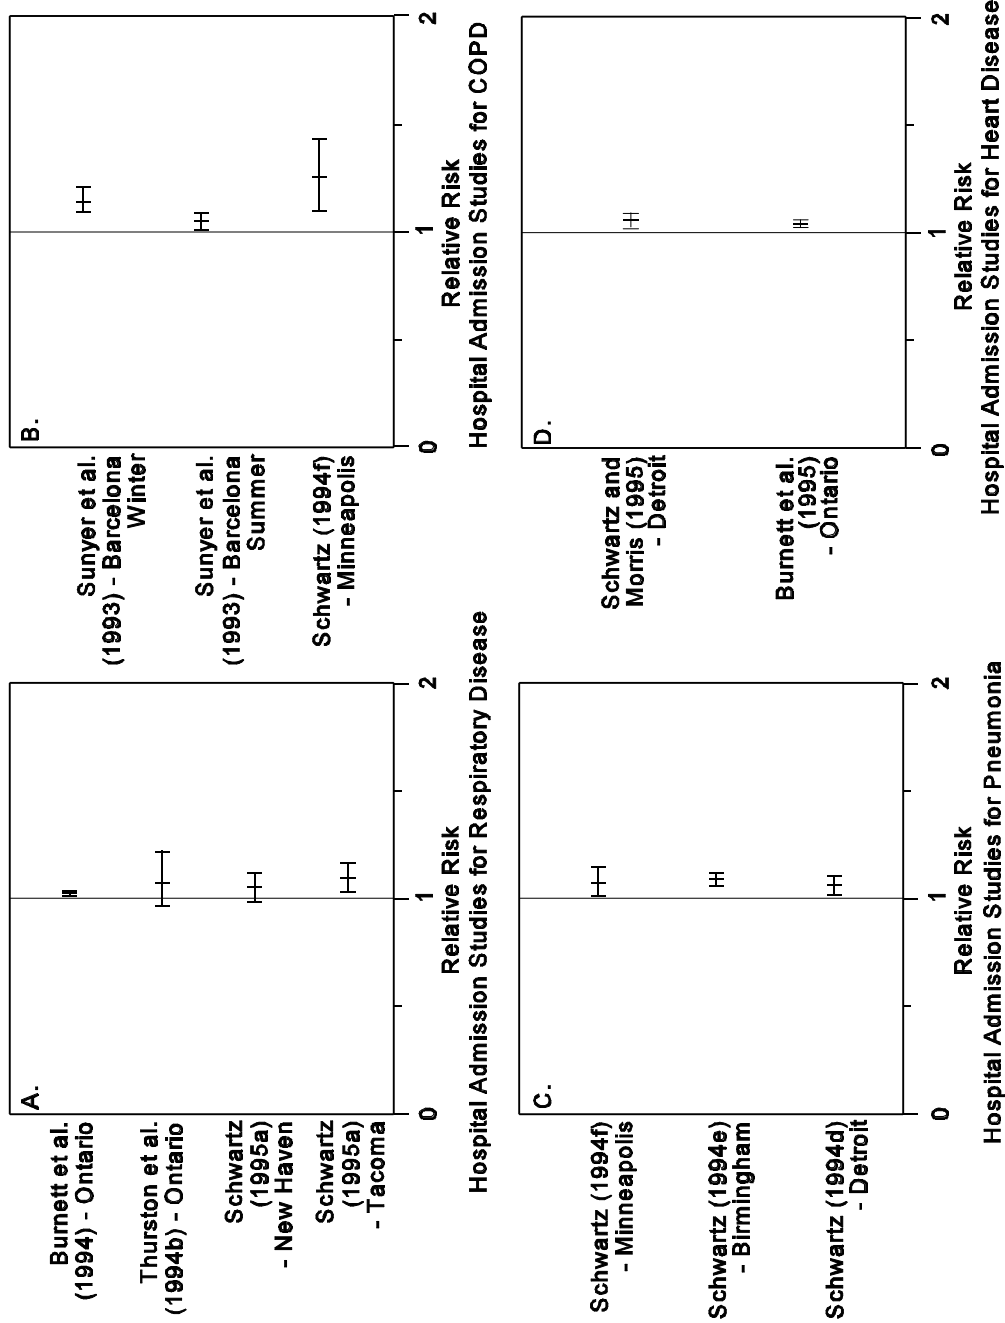 A.
Burnett et al.
(1994) - Ontario
Thurston et al.
(1994b) - Ontario
Schwartz
(1995a)
- New Haven
Schwartz
(1995a)
- Tacoma
0
1
2
Relative Risk
Hospital Admission Studies for Respiratory Disease
B.
Sunyer et al.
(1993) - Barcelona
Winter
Sunyer et al.
(1993) - Barcelona
Summer
Schwartz (1994f)
- Minneapolis
0
1
2
Relative Risk
Hospital Admission Studies for COPD
C.
Schwartz (1994f)
- Minneapolis
Schwartz (1994e)
- Birmingham
Schwartz (1994d)
- Detroit
0
1
2
Relative Risk
Hospital Admission Studies for Pneumonia
D.
Schwartz and
Morris (1995)
- Detroit
Burnett et al.
(1995)
- Ontario
0
1
2
Relative Risk
Hospital Admission Studies for Heart Disease